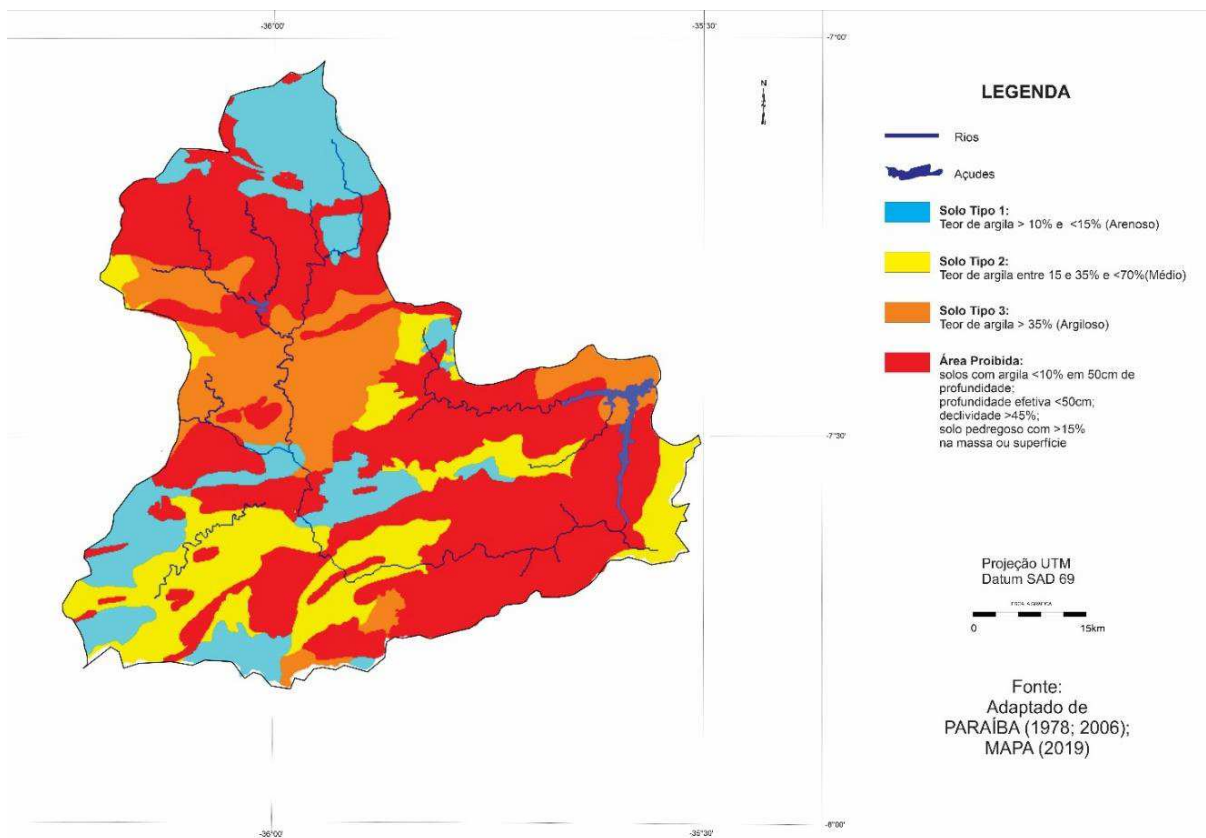 -36°00'
-35°30'
-7°00'
N
LEGENDA
Rios
Açudes
Solo Tipo 1:
Teor de argila > 10% e <15% (Arenoso)
Solo Tipo 2:
Teor de argila entre 15 e 35% e <70%(Médio)
Solo Tipo 3:
Teor de argila > 35% (Argiloso)
Área Proibida:
solos com argila <10% em 50cm de
profundidade;
profundidade efetiva <50cm;
declividade >45%;
solo pedregoso com >15%
na massa ou superfície
-7°30'
Projeção UTM
Datum SAD 69
ESCALA GRÁFICA
0 15km
Fonte:
Adaptado de
PARAÍBA (1978; 2006);
MAPA (2019)
-36°00'
-35°30'
-8°00'